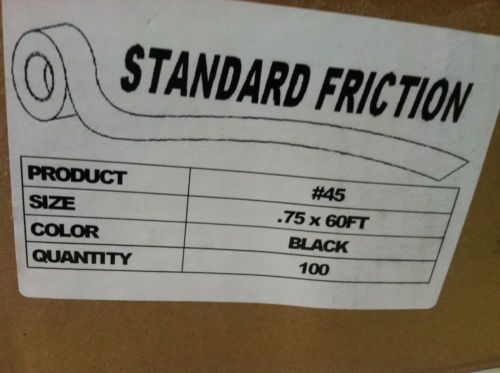 STANDARD FRICTION
PRODUCT #45
SIZE .75 x 60FT
COLOR BLACK
QUANTITY 100